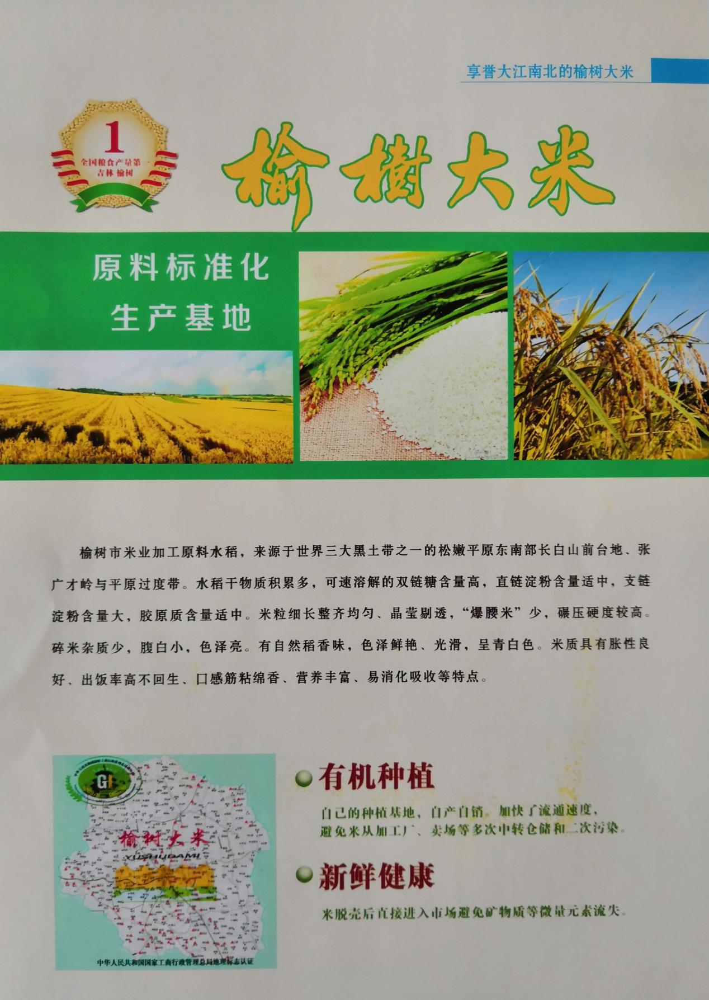 享誉大江南北的榆树大米
1
全国粮食产量第一
吉林 榆树
榆樹大米
原料标准化
生产基地
榆树市米业加工原料水稻，来源于世界三大黑土带之一的松嫩平原东南部长白山前台地、张
广才岭与平原过度带。水稻干物质积累多，可速溶解的双链糖含量高，直链淀粉含量适中，支链
淀粉含量大，胶原质含量适中。米粒细长整齐均匀、晶莹剔透，“爆腰米”少，碾压硬度较高。
碎米杂质少，腹白小，色泽亮。有自然稻香味，色泽鲜艳、光滑，呈青白色。米质具有胀性良
好、出饭率高不回生、口感筋粘绵香、营养丰富、易消化吸收等特点。
GI
榆树大米
YUSHUDAMI
中华人民共和国国家工商行政管理总局地理标志认证
有机种植
自己的种植基地，自产自销。加快了流通速度，
避免米从加工厂、卖场等多次中转仓储和二次污染。
新鲜健康
米脱壳后直接进入市场避免矿物质等微量元素流失。